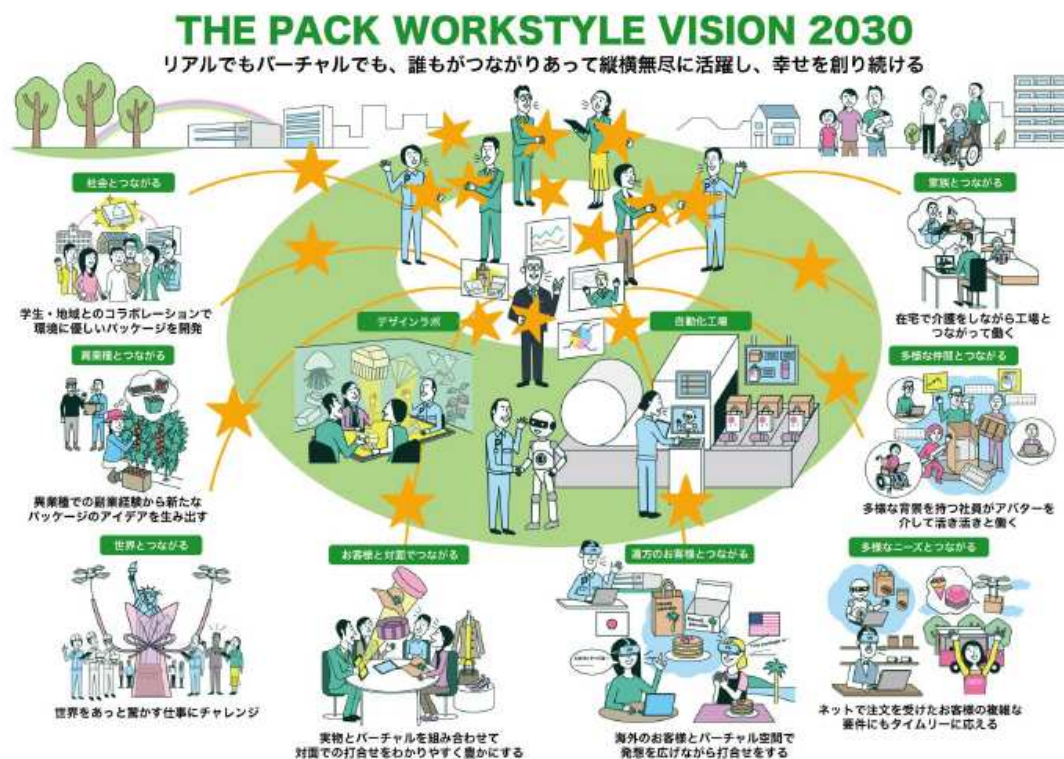 THE PACK WORKSTYLE VISION 2030
リアルでもバーチャルでも、誰もがつながりあって縦横無尽に活躍し、幸せを創り続ける
社会とつながる
学生・地域とのコラボレーションで
環境に優しいパッケージを開発
異業種とつながる
異業種での副業経験から新たな
パッケージのアイデアを生み出す
世界とつながる
世界をあっと驚かす仕事にチャレンジ
デザインラボ
自動化工場
お客様と対面でつながる
実物とバーチャルを組み合わせて
対面での打合せをわかりやすく豊かにする
遠方のお客様とつながる
海外のお客様とバーチャル空間で
発想を広げながら打合せをする
家族とつながる
在宅で介護をしながら工場と
つながって働く
多様な仲間とつながる
多様な背景を持つ社員がアバターを
介して活き活きと働く
多様なニーズとつながる
ネットで注文を受けたお客様の複雑な
要件にもタイムリーに応える